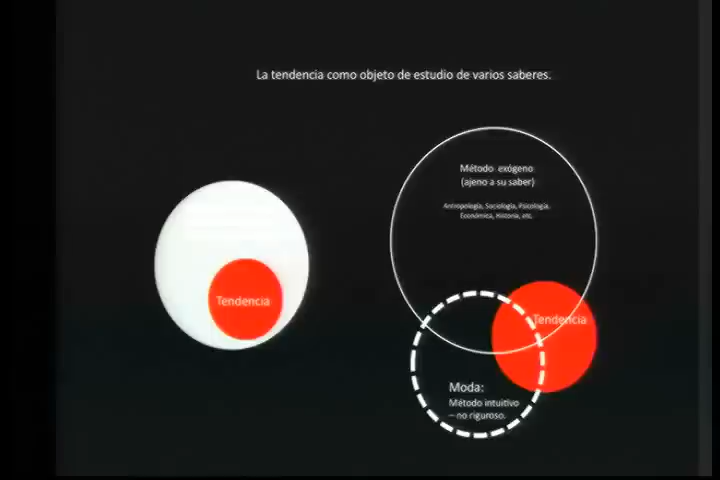 La tendencia como objeto de estudio de varios saberes.
Método exógeno
(ajeno a su saber)
Antropología, Sociología, Psicología,
Económica, Historia, etc.
Tendencia
Tendencia
Moda:
Método intuitivo
– no riguroso.